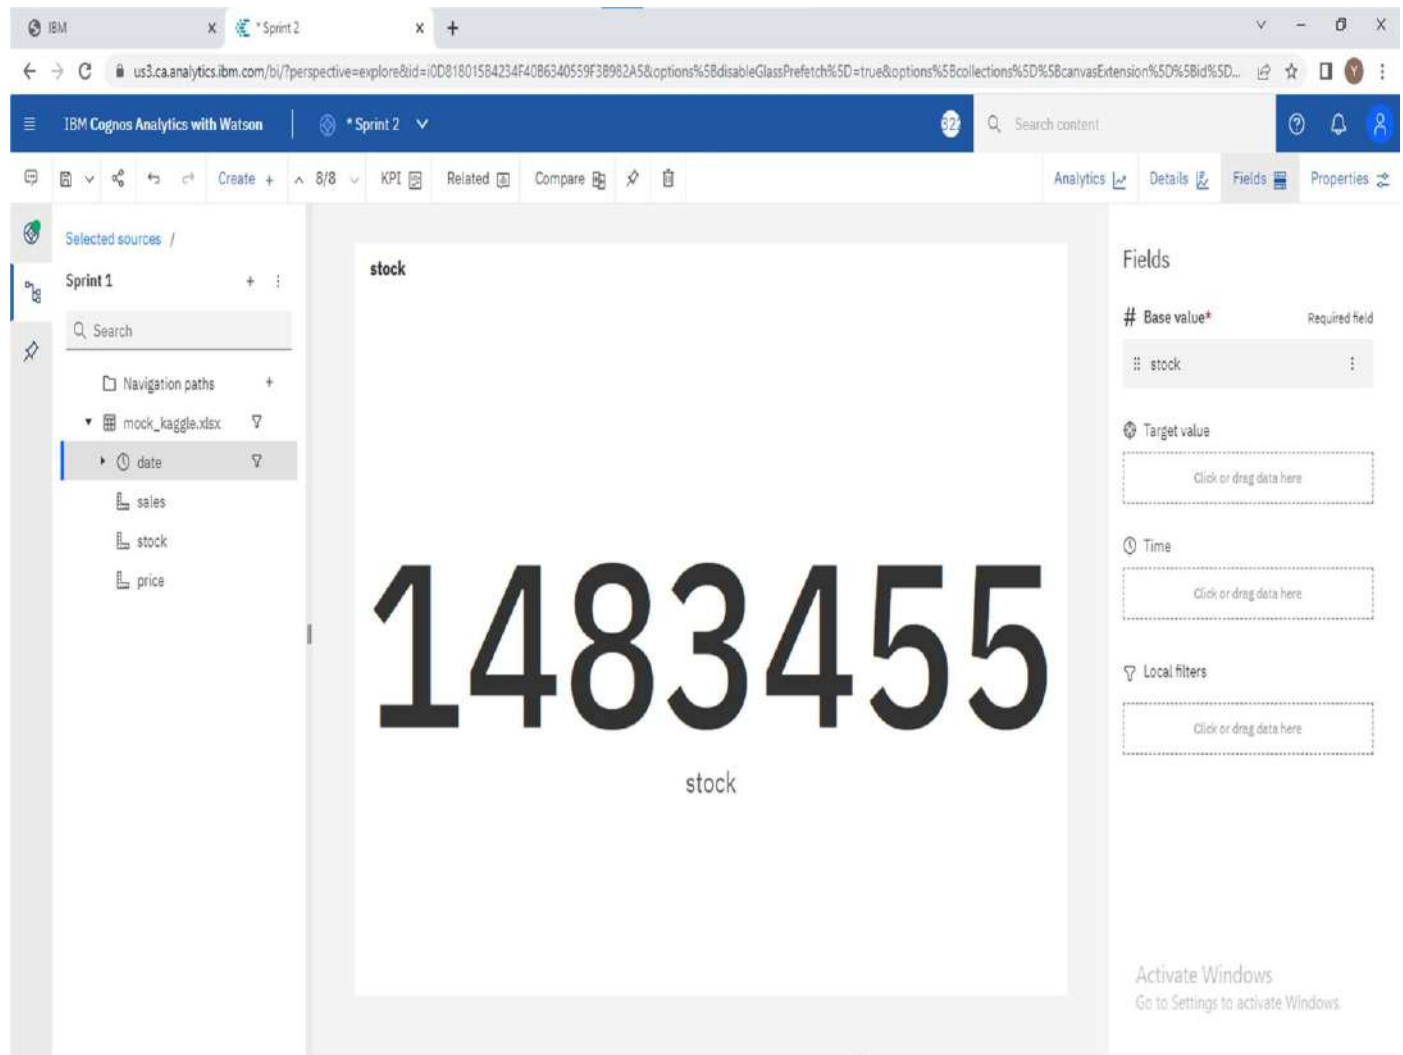 IBM
* Sprint 2
us3.ca.analytics.ibm.com/bi/?perspective=explore&id=i0D81801584234F40B6340559F3B982A5&options%5BdisableGlassPrefetch%5D=true&options%5Bcollections%5D%5BcanvasExtension%5D%5Bid%5D...
Y
IBM Cognos Analytics with Watson
* Sprint 2
Search content
Create +
8/8
KPI
Related
Compare
Analytics
Details
Fields
Properties
Selected sources /
Sprint 1
Search
Navigation paths
mock_kaggle.xlsx
date
sales
stock
price
stock
1483455
stock
Fields
# Base value*
Required field
stock
Target value
Click or drag data here
Time
Click or drag data here
Local filters
Click or drag data here
Activate Windows
Go to Settings to activate Windows.